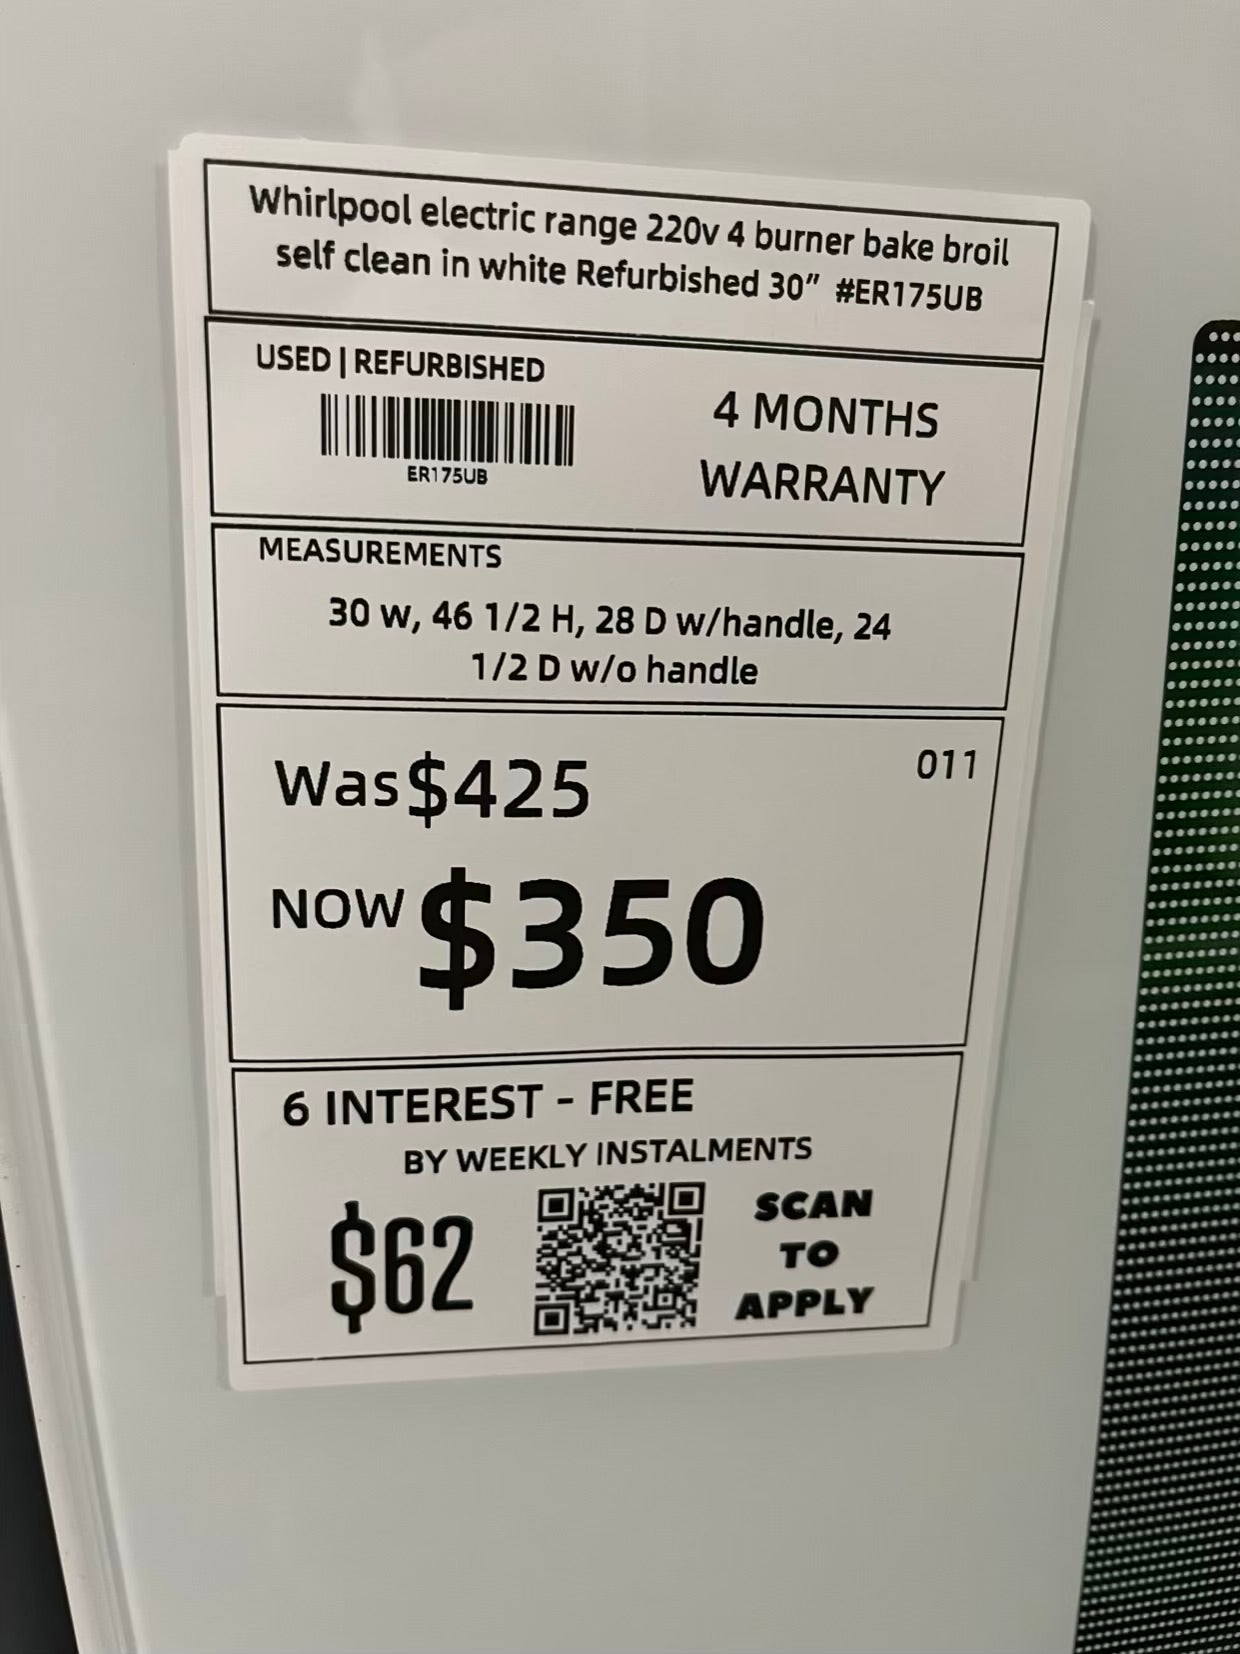 Whirlpool electric range 220v 4 burner bake broil
self clean in white Refurbished 30” #ER175UB
USED | REFURBISHED
ER175UB
4 MONTHS
WARRANTY
MEASUREMENTS
30 w, 46 1/2 H, 28 D w/handle, 24
1/2 D w/o handle
Was $425
011
NOW $350
6 INTEREST - FREE
BY WEEKLY INSTALMENTS
$62
SCAN
TO
APPLY